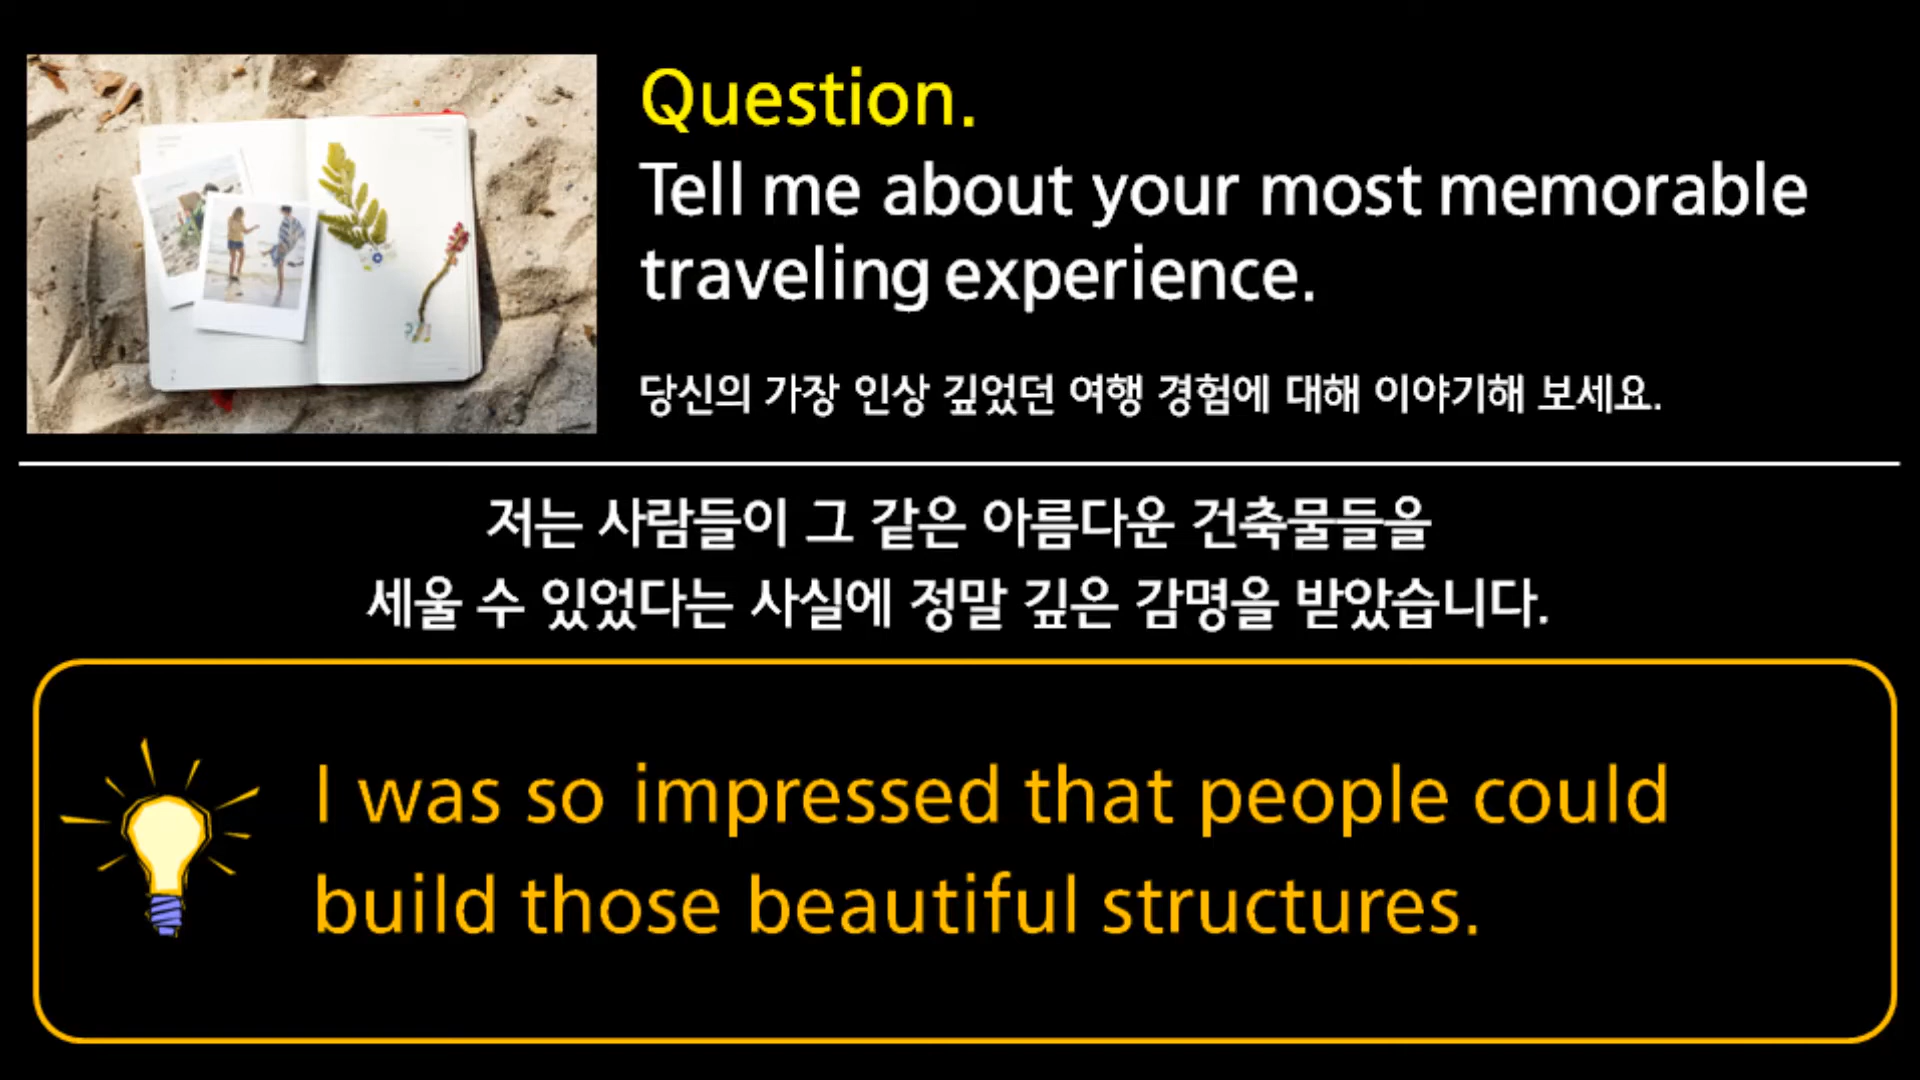 Question.
Tell me about your most memorable
traveling experience.
당신의 가장 인상 깊었던 여행 경험에 대해 이야기해 보세요.
저는 사람들이 그 같은 아름다운 건축물들을
세울 수 있었다는 사실에 정말 깊은 감명을 받았습니다.
I was so impressed that people could
build those beautiful structures.